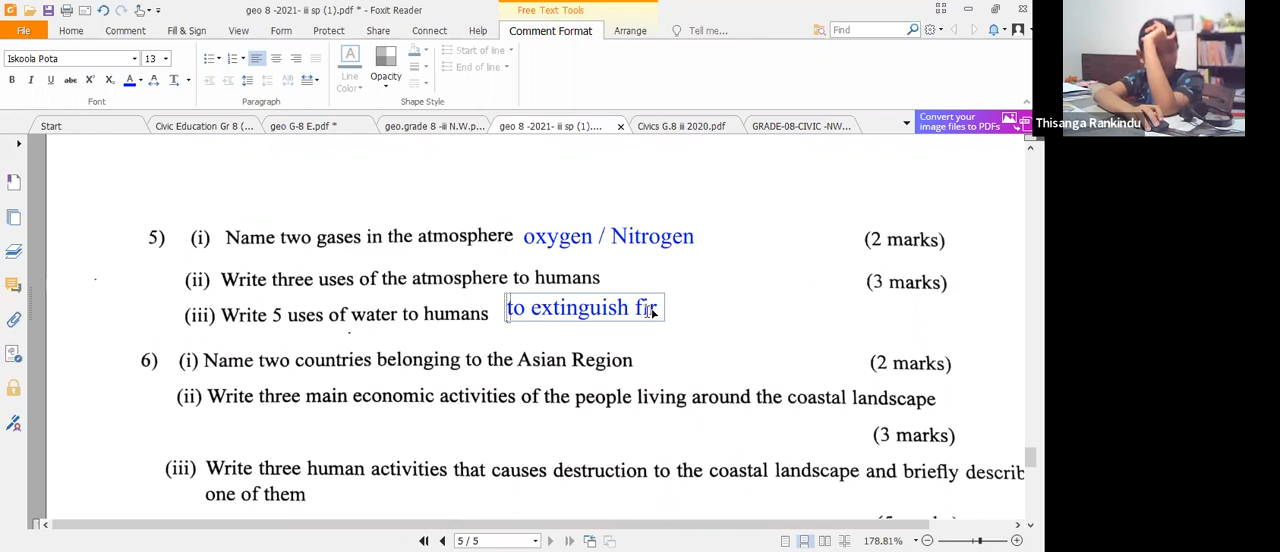 geo 8 -2021- ii sp (1).pdf * - Foxit Reader
Free Text Tools
File Home Comment Fill & Sign View Form Protect Share Connect Help Comment Format Arrange Tell me... Find
Iskoola Pota 13
Line Color Opacity
Start of line
End of line
B I U abc X² X₂ A A T
Font Paragraph Shape Style
Start Civic Education Gr 8 (... geo G-8 E.pdf * geo.grade 8 -ii N.W.p... geo 8 -2021- ii sp (1).... Civics G.8 ii 2020.pdf GRADE-08-CIVIC -NW...
Convert your
image files to PDFs
Thisanga Rankindu
5) (i) Name two gases in the atmosphere oxygen / Nitrogen (2 marks)
(ii) Write three uses of the atmosphere to humans (3 marks)
(iii) Write 5 uses of water to humans to extinguish fir
6) (i) Name two countries belonging to the Asian Region (2 marks)
(ii) Write three main economic activities of the people living around the coastal landscape
(3 marks)
(iii) Write three human activities that causes destruction to the coastal landscape and briefly describ
one of them
5 / 5
178.81%